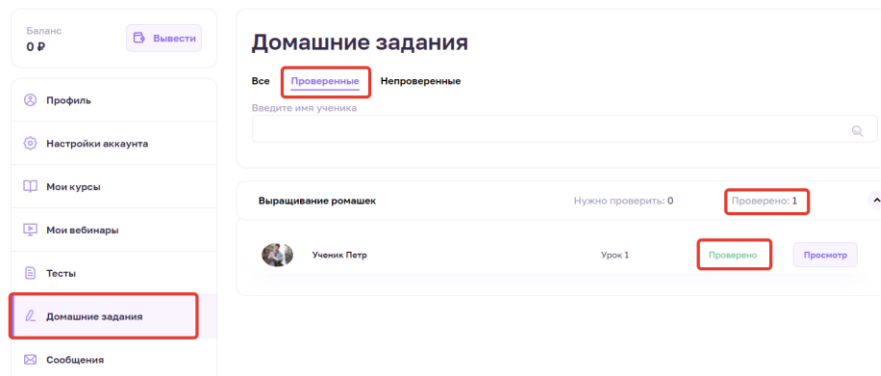 Баланс
0 ₽
Вывести
Профиль
Настройки аккаунта
Мои курсы
Мои вебинары
Тесты
Домашние задания
Сообщения
Домашние задания
Все Проверенные Непроверенные
Введите имя ученика
Выращивание ромашек Нужно проверить: 0 Проверено: 1
Ученик Петр Урок 1 Проверено Просмотр